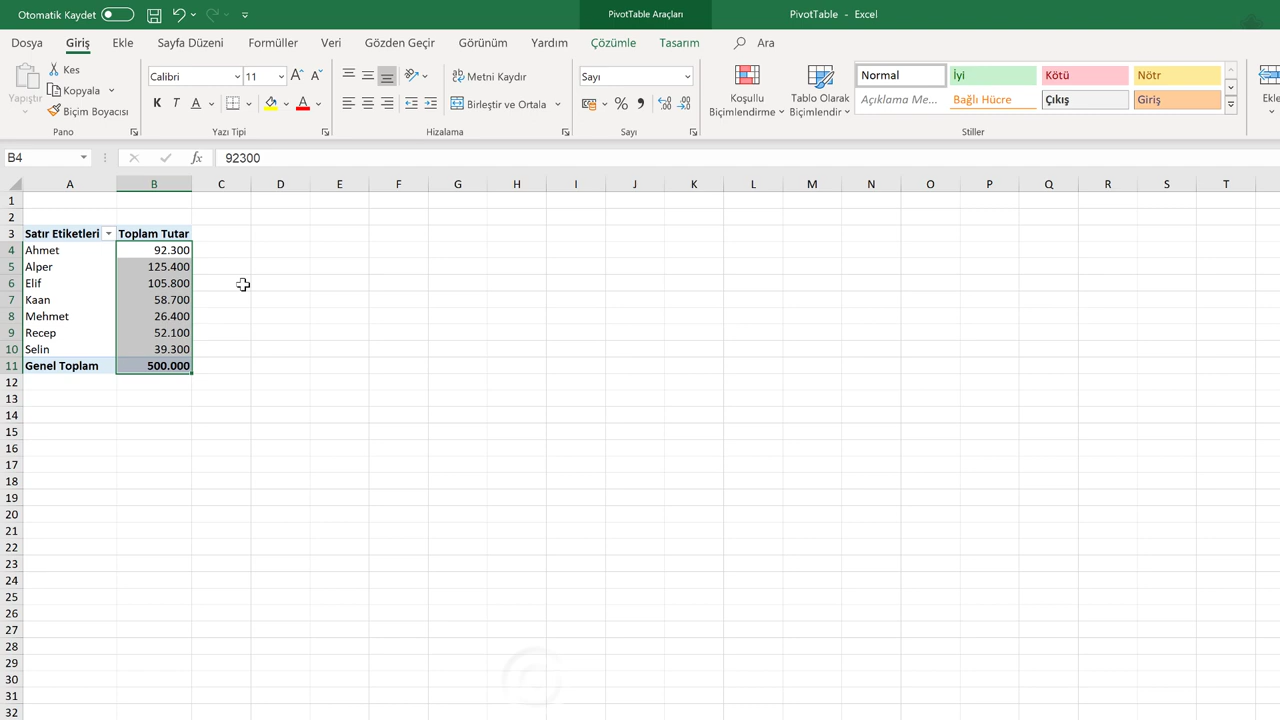 Otomatik Kaydet
PivotTable Araçları
PivotTable - Excel
Dosya Giriş Ekle Sayfa Düzeni Formüller Veri Gözden Geçir Görünüm Yardım Çözümle Tasarım Ara
Yapıştır
Kes
Kopyala
Biçim Boyacısı
Pano
Calibri 11
K T A A
Yazı Tipi
Metni Kaydır
Birleştir ve Ortala
Hizalama
Sayı
%
Sayı
Koşullu Biçimlendirme
Tablo Olarak Biçimlendir
Normal İyi Kötü Nötr
Açıklama Me... Bağlı Hücre Çıkış Giriş
Stiller
Ekle
B4 fx 92300
A B C D E F G H I J K L M N O P Q R S T
1
2
3 Satır Etiketleri Toplam Tutar
4 Ahmet 92.300
5 Alper 125.400
6 Elif 105.800
7 Kaan 58.700
8 Mehmet 26.400
9 Recep 52.100
10 Selin 39.300
11 Genel Toplam 500.000
12
13
14
15
16
17
18
19
20
21
22
23
24
25
26
27
28
29
30
31
32